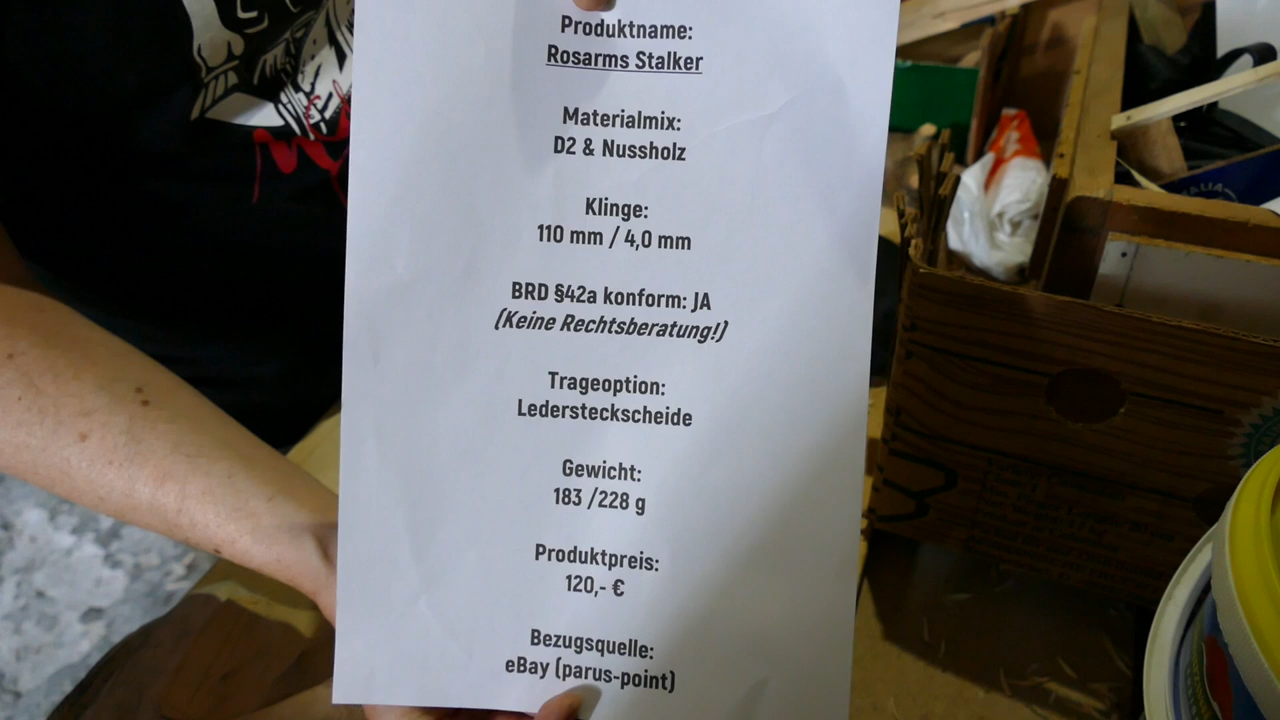 Produktname:
Rosarms Stalker
Materialmix:
D2 & Nussholz
Klinge:
110 mm / 4,0 mm
BRD §42a konform: JA
(Keine Rechtsberatung!)
Trageoption:
Ledersteckscheide
Gewicht:
183 /228 g
Produktpreis:
120,- €
Bezugsquelle:
eBay (parus-point)
ALIA